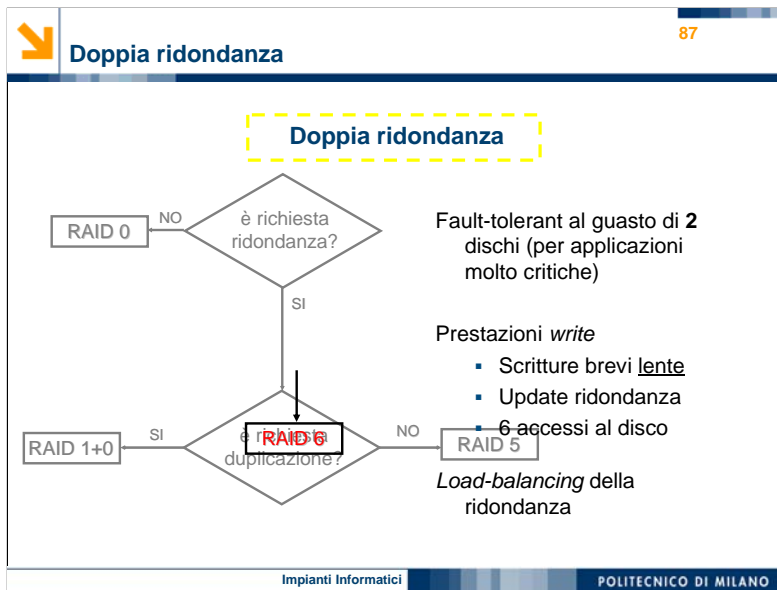 87
Doppia ridondanza
Doppia ridondanza
è richiesta
ridondanza?
NO
RAID 0
SI
è richiesta
duplicazione?
RAID 6
SI
RAID 1+0
NO
RAID 5
Fault-tolerant al guasto di 2
dischi (per applicazioni
molto critiche)
Prestazioni write
▪ Scritture brevi lente
▪ Update ridondanza
▪ 6 accessi al disco
Load-balancing della
ridondanza
Impianti Informatici
POLITECNICO DI MILANO